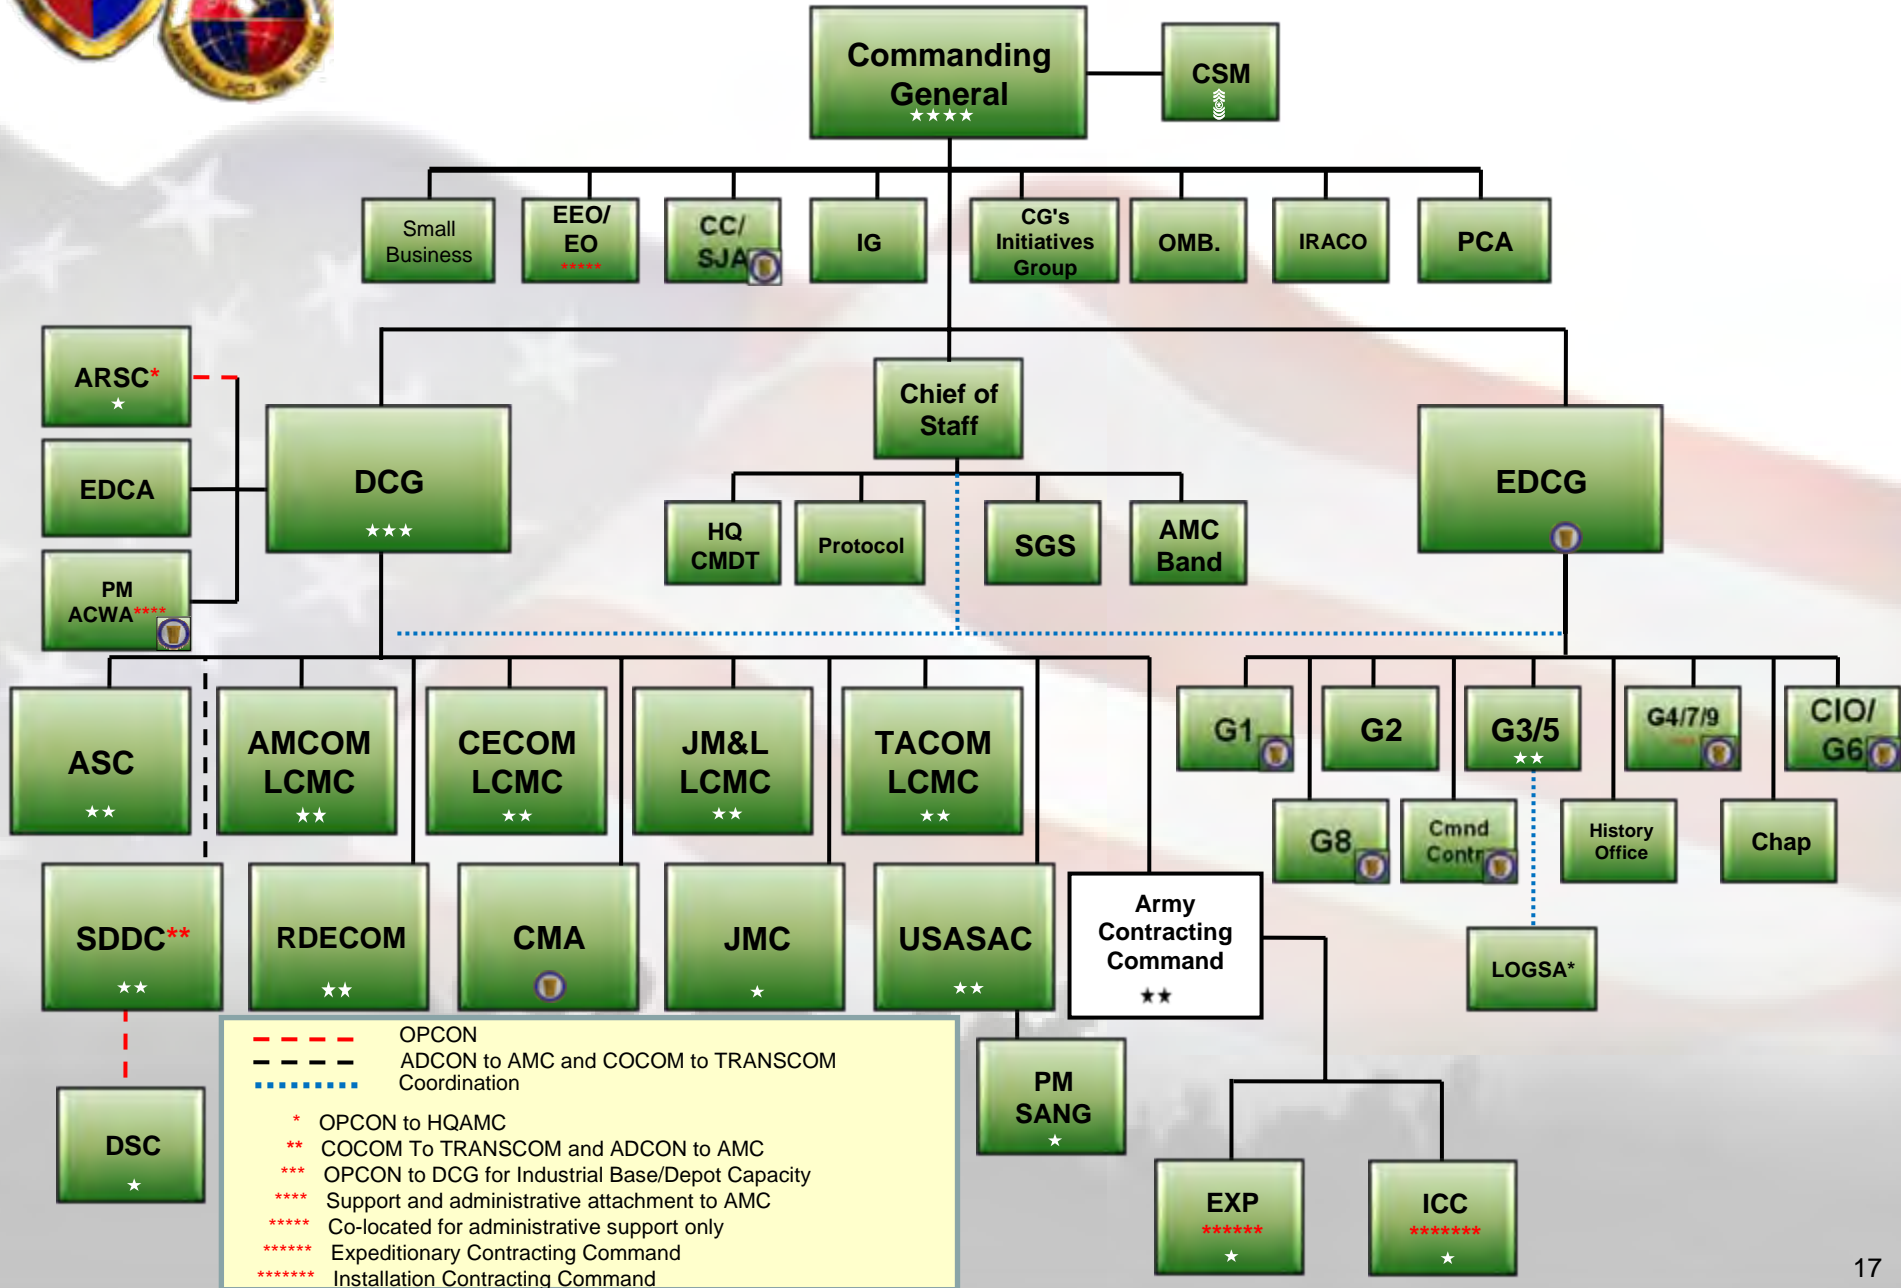 ARSENAL FOR THE BRAVE
Commanding
General
CSM
Small
Business
EEO/
EO
*****
CC/
SJA
IG
CG's
Initiatives
Group
OMB.
IRACO
PCA
ARSC*
EDCA
PM
ACWA****
DCG
Chief of
Staff
EDCG
HQ
CMDT
Protocol
SGS
AMC
Band
ASC
AMCOM
LCMC
CECOM
LCMC
JM&L
LCMC
TACOM
LCMC
G1
G2
G3/5
G4/7/9
CIO/
G6
G8
Cmnd
Contr
History
Office
Chap
SDDC**
RDECOM
CMA
JMC
USASAC
Army
Contracting
Command
LOGSA*
DSC
PM
SANG
EXP
******
ICC
*******
OPCON
ADCON to AMC and COCOM to TRANSCOM
Coordination
* OPCON to HQAMC
** COCOM To TRANSCOM and ADCON to AMC
*** OPCON to DCG for Industrial Base/Depot Capacity
**** Support and administrative attachment to AMC
***** Co-located for administrative support only
****** Expeditionary Contracting Command
******* Installation Contracting Command
17